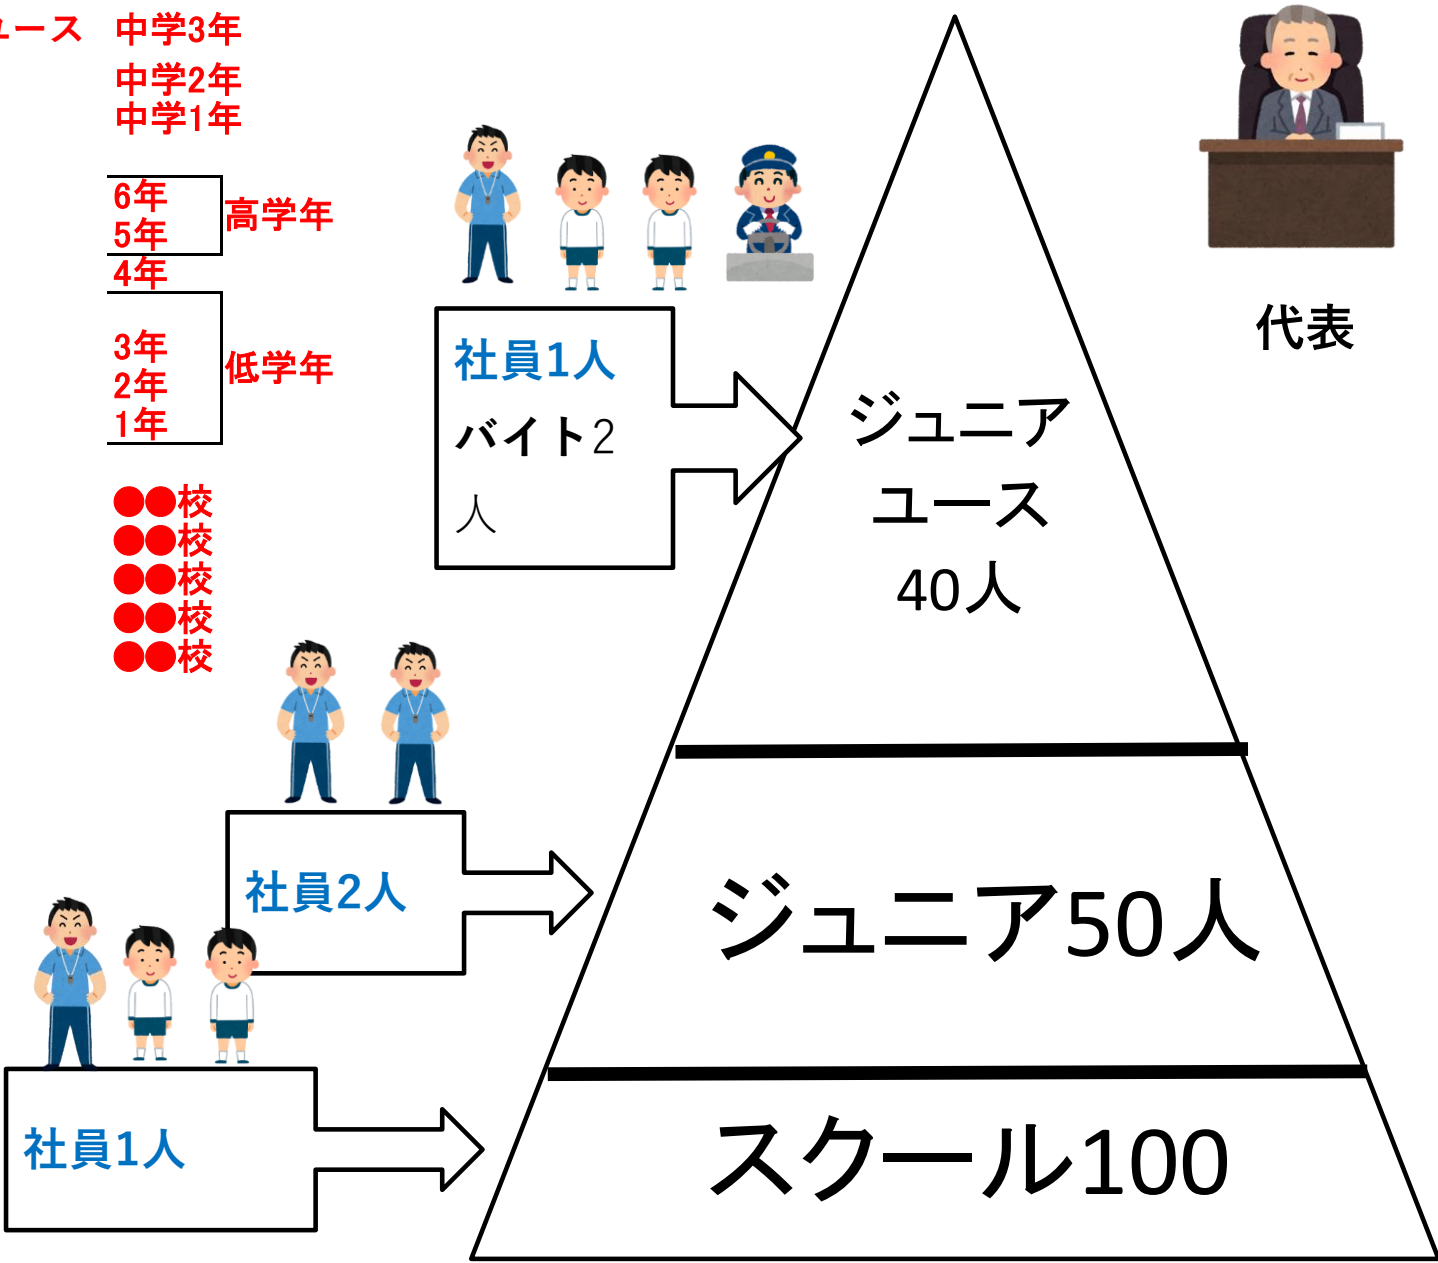 ユース 中学3年
中学2年
中学1年
6年
5年
高学年
4年
3年
2年
1年
低学年
●●校
●●校
●●校
●●校
●●校
代表
社員1人
バイト2
人
ジュニア
ユース
40人
社員2人
ジュニア50人
社員1人
スクール100